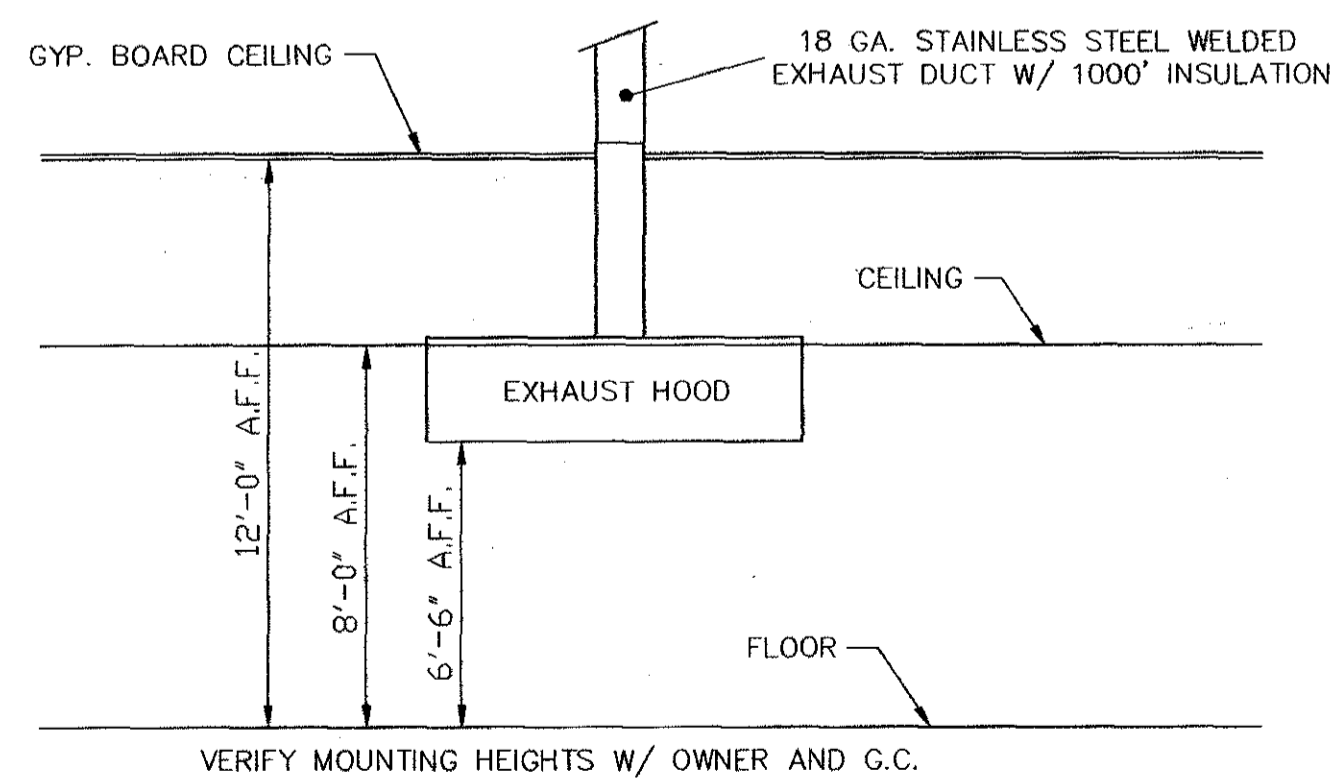 GYP. BOARD CEILING
18 GA. STAINLESS STEEL WELDED
EXHAUST DUCT W/ 1000' INSULATION
CEILING
EXHAUST HOOD
12'-0" A.F.F.
8'-0" A.F.F.
6'-6" A.F.F.
FLOOR
VERIFY MOUNTING HEIGHTS W/ OWNER AND G.C.